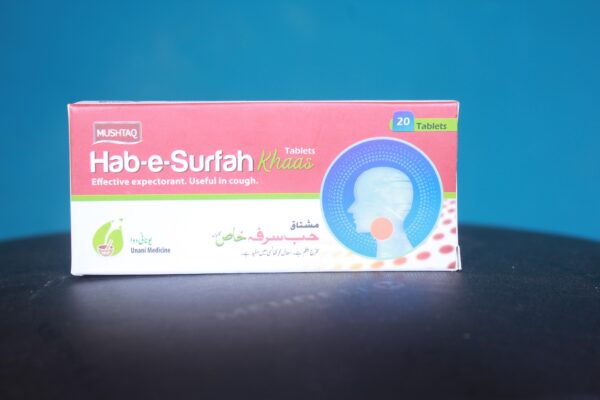 MUSHTAQ
20 Tablets
Tablets
Hab-e-Surfah Khaas
Effective expectorant. Useful in cough.
مشتاق
حب سرفہ خاص
یونانی دوا
Unani Medicine